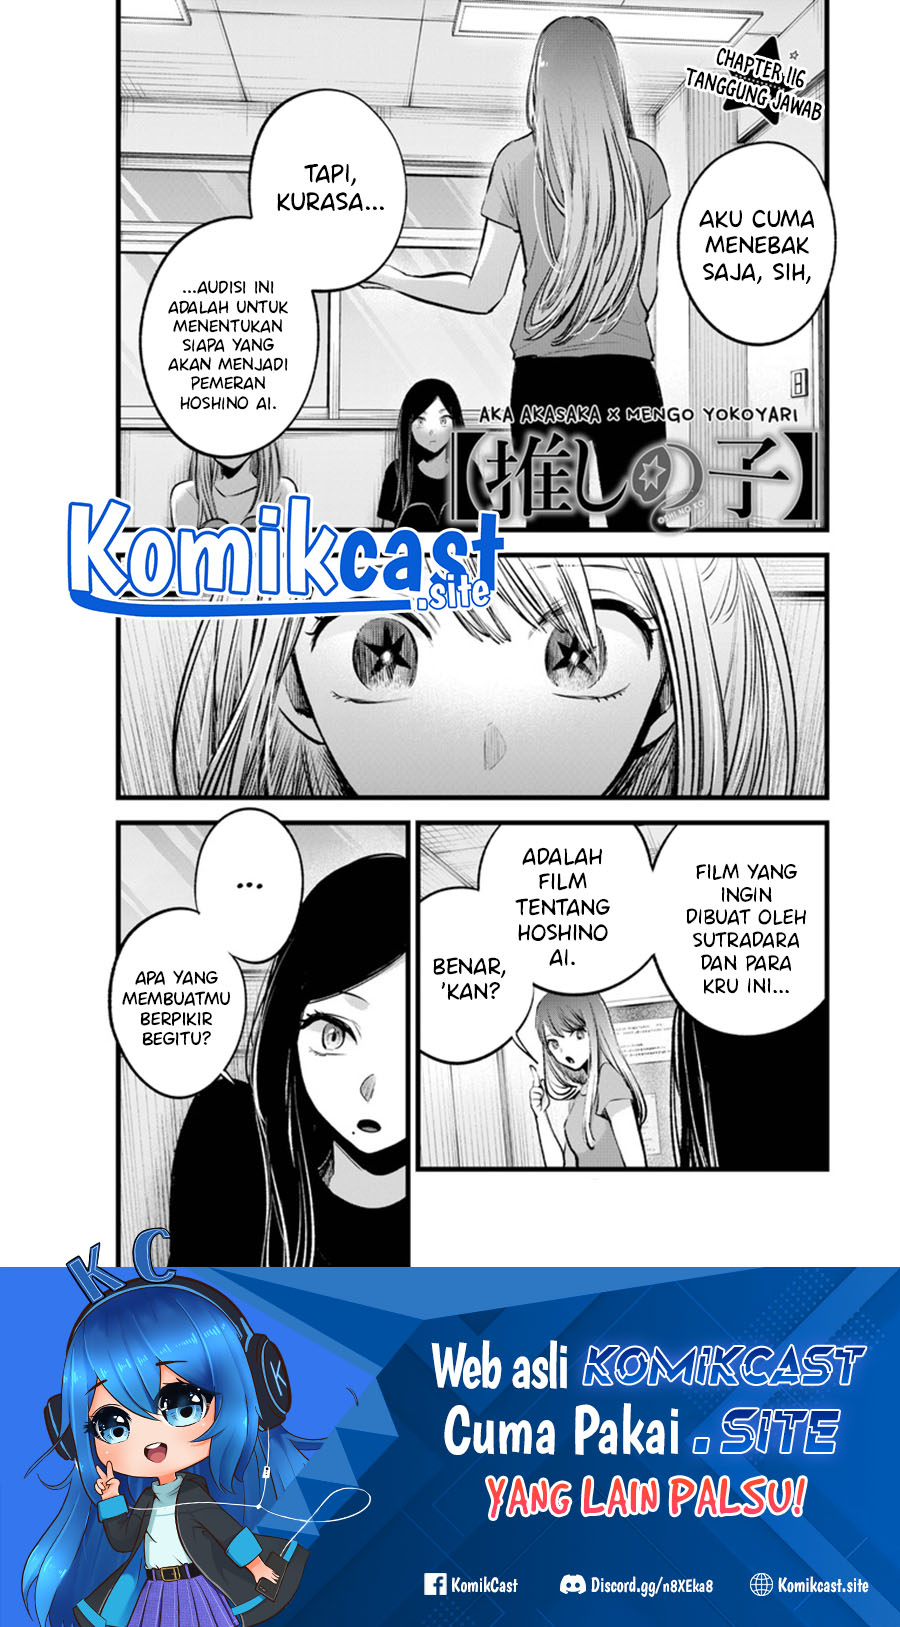 CHAPTER 116
TANGGUNG JAWAB
AKU CUMA
MENEBAK
SAJA, SIH,
TAPI,
KURASA...
...AUDISI INI
ADALAH UNTUK
MENENTUKAN
SIAPA YANG
AKAN MENJADI
PEMERAN
HOSHINO AI.
AKA AKASAKA × MENGO YOKOYARI
【推しの子】
OSHI NO KO
Komikcast
.site
FILM YANG
INGIN
DIBUAT OLEH
SUTRADARA
DAN PARA
KRU INI...
ADALAH
FILM
TENTANG
HOSHINO
AI.
BENAR,
'KAN?
...
APA YANG
MEMBUATMU
BERPIKIR
BEGITU?
KC
K
Web asli KOMIKCAST
Cuma Pakai .SITE
YANG LAIN PALSU!
KomikCast
Discord.gg/n8XEka8
Komikcast.site